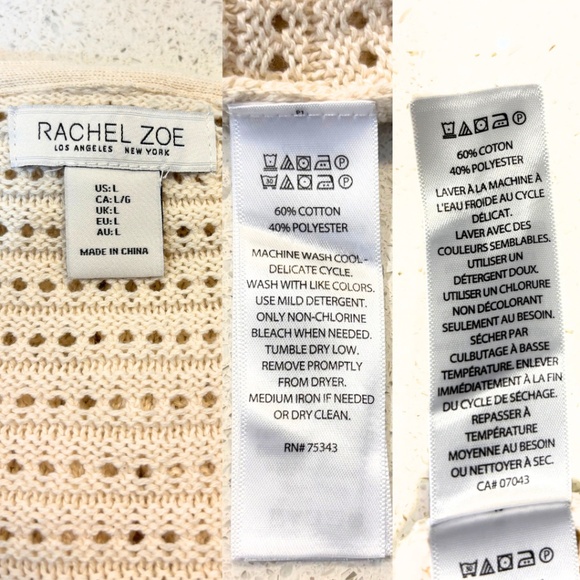 RACHEL ZOE
LOS ANGELES NEW YORK
US: L
CA: L/G
UK: L
EU: L
AU: L
MADE IN CHINA
60% COTTON
40% POLYESTER
MACHINE WASH COOL -
DELICATE CYCLE.
WASH WITH LIKE COLORS.
USE MILD DETERGENT.
ONLY NON-CHLORINE
BLEACH WHEN NEEDED.
TUMBLE DRY LOW.
REMOVE PROMPTLY
FROM DRYER.
MEDIUM IRON IF NEEDED
OR DRY CLEAN.
RN# 75343
60% COTON
40% POLYESTER
LAVER À LA MACHINE À
L'EAU FROIDE AU CYCLE
DÉLICAT.
LAVER AVEC DES
COULEURS SEMBLABLES.
UTILISER UN
DÉTERGENT DOUX.
UTILISER UN CHLORURE
NON DÉCOLORANT
SEULEMENT AU BESOIN.
SÉCHER PAR
CULBUTAGE À BASSE
TEMPÉRATURE. ENLEVER
IMMÉDIATEMENT À LA FIN
DU CYCLE DE SÉCHAGE.
REPASSER À
TEMPÉRATURE
MOYENNE AU BESOIN
OU NETTOYER À SEC.
CA# 07043